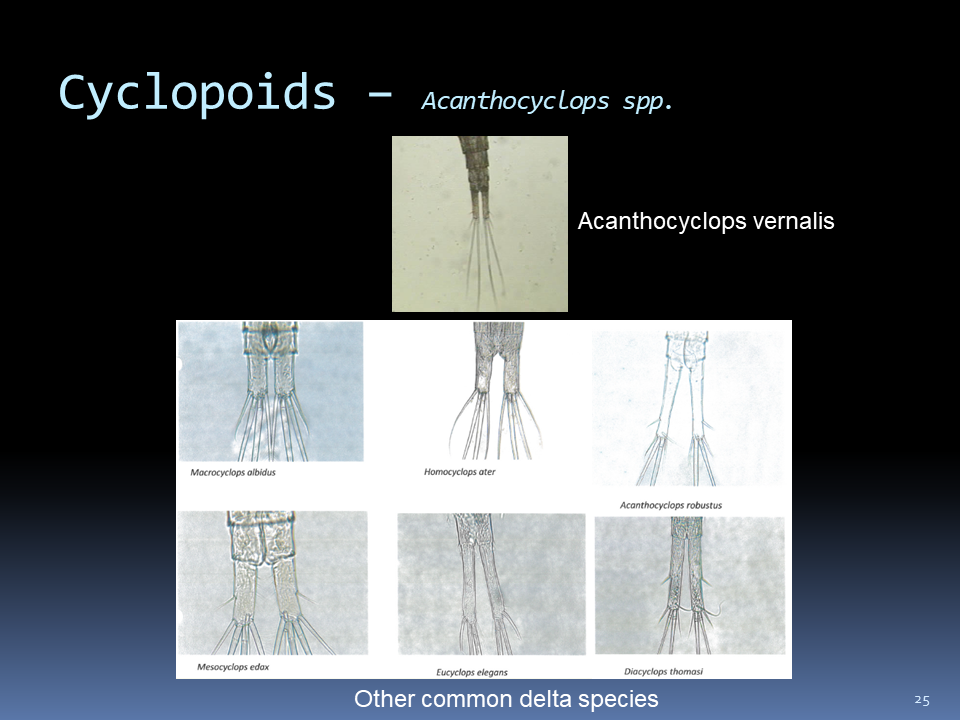 Cyclopoids – Acanthocyclops spp.
Acanthocyclops vernalis
Macrocyclops albidus
Homocyclops ater
Acanthocyclops robustus
Mesocyclops edax
Eucyclops elegans
Diacyclops thomasi
Other common delta species
25